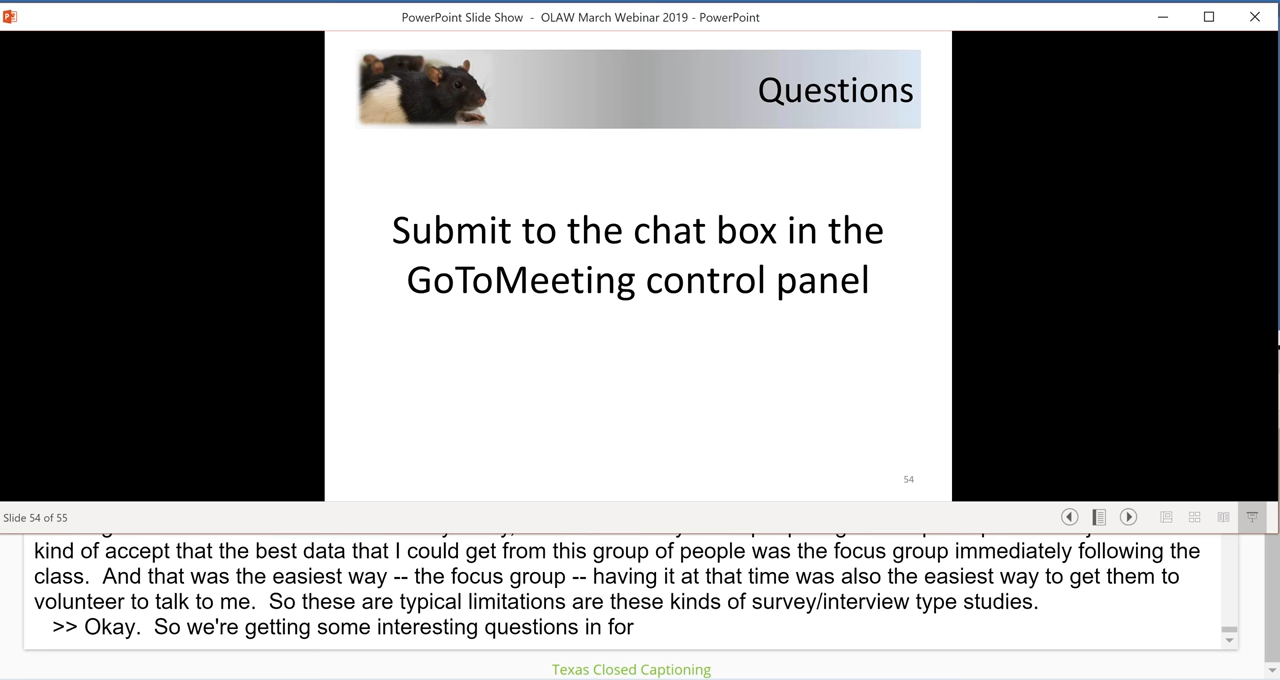 PowerPoint Slide Show - OLAW March Webinar 2019 - PowerPoint
Questions
Submit to the chat box in the
GoToMeeting control panel
54
Slide 54 of 55
kind of accept that the best data that I could get from this group of people was the focus group immediately following the
class.  And that was the easiest way -- the focus group -- having it at that time was also the easiest way to get them to
volunteer to talk to me.  So these are typical limitations are these kinds of survey/interview type studies.
>> Okay.  So we're getting some interesting questions in for
Texas Closed Captioning